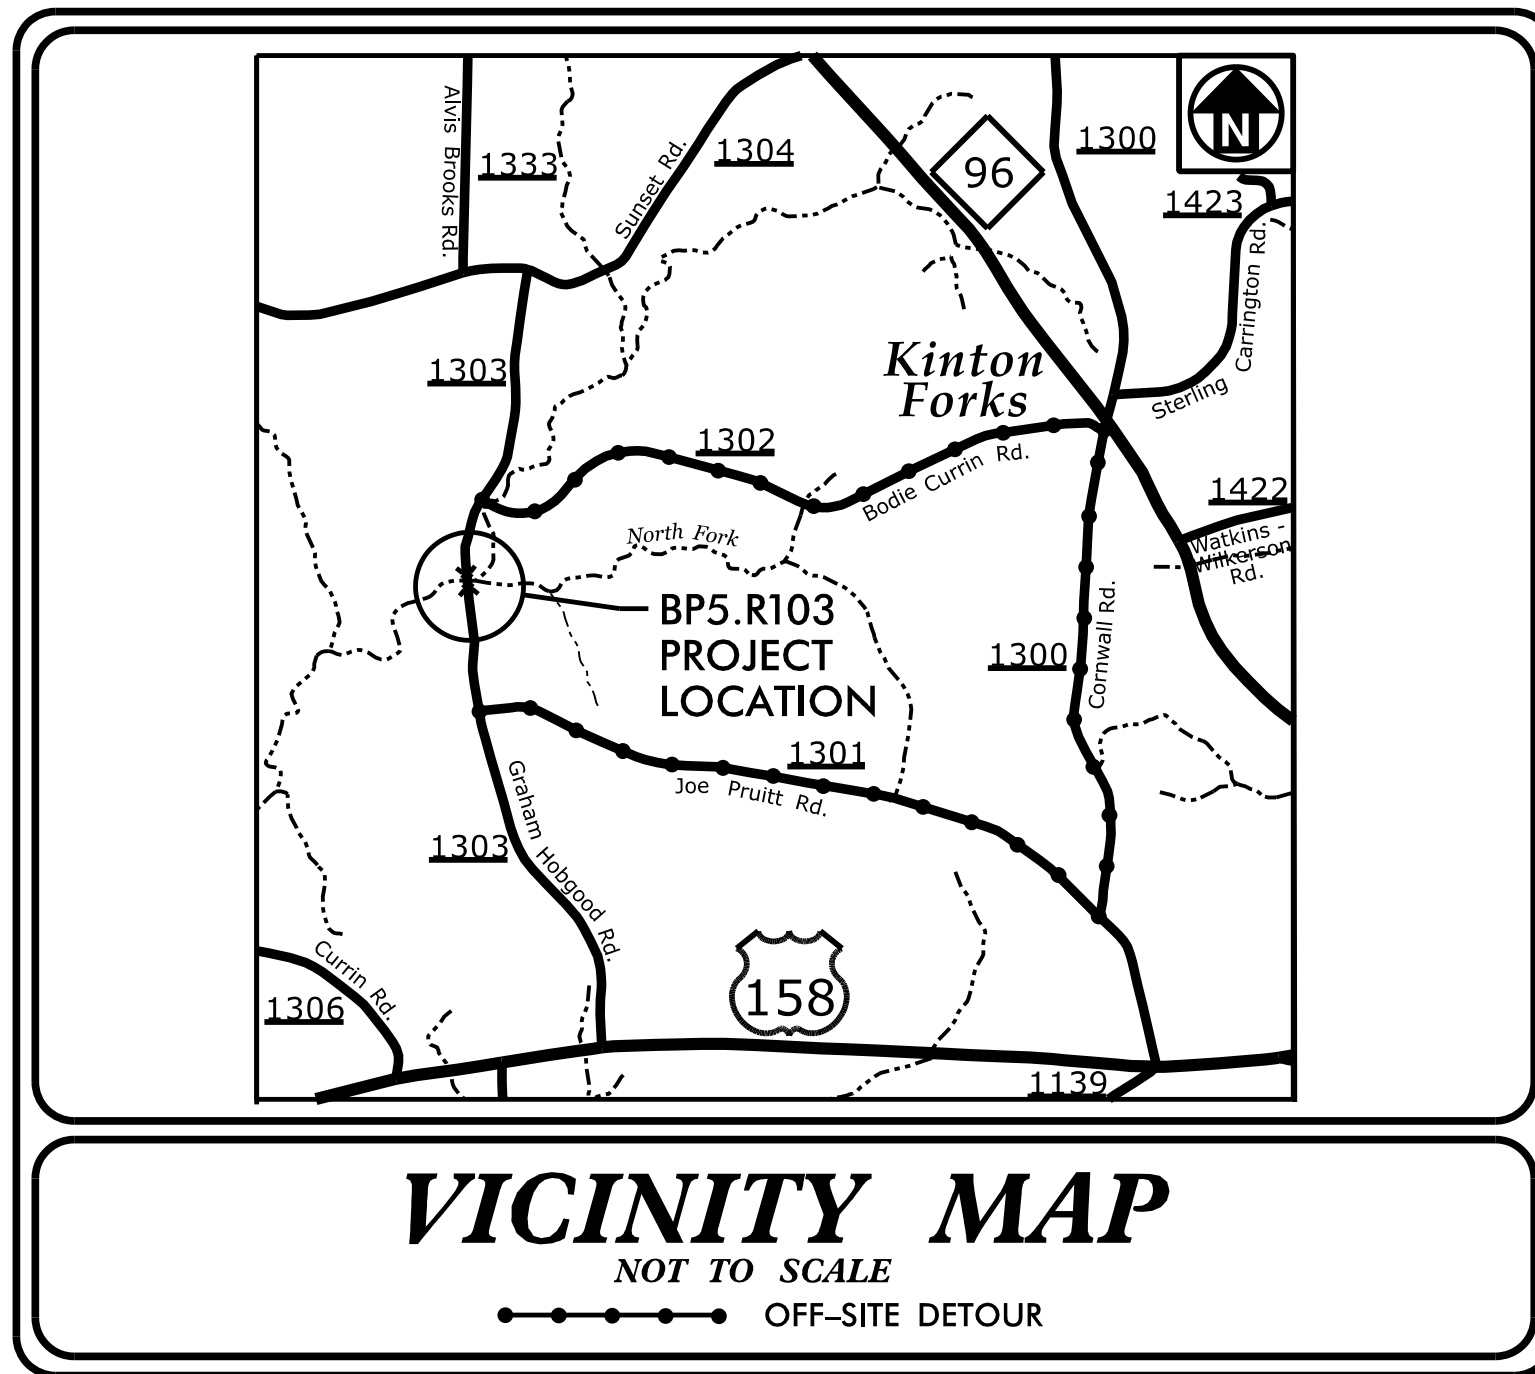 Alvis Brooks Rd.
1333
Sunset Rd.
1304
96
1300
N
1423
Sterling Carrington Rd.
1303
Kinton
Forks
1302
Bodie Currin Rd.
1422
Watkins -
Wilkerson
Rd.
North Fork
BP5.R103
PROJECT
LOCATION
1300
Cornwall Rd.
1301
Joe Pruitt Rd.
1303
Graham Hobgood Rd.
Currin Rd.
1306
158
1139
VICINITY MAP
NOT TO SCALE
OFF–SITE DETOUR